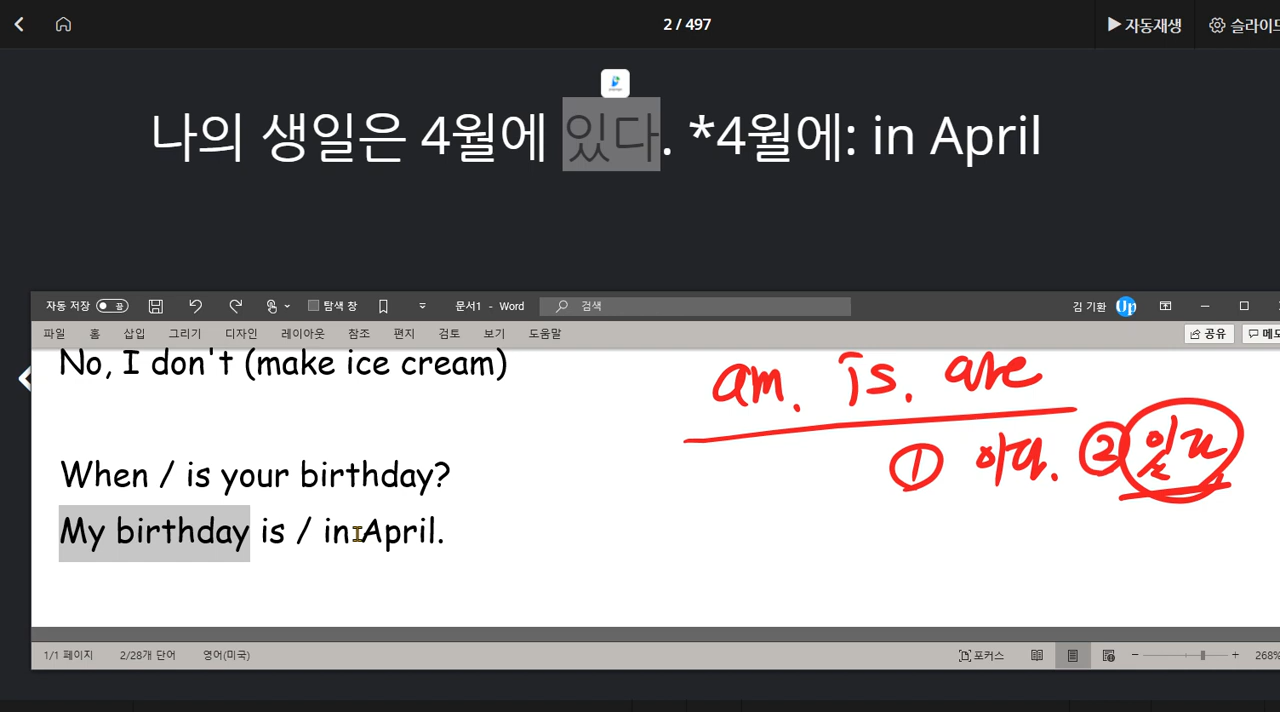 2 / 497
자동재생
슬라이드
나의 생일은 4월에 있다. *4월에: in April
자동 저장 끔
탐색 창
문서1 - Word
검색
김 기환
Up
파일 홈 삽입 그리기 디자인 레이아웃 참조 편지 검토 보기 도움말
공유
메모
No, I don't (make ice cream)
am. is. are
① 이다. ② 있다
When / is your birthday?
My birthday is / in April.
1/1 페이지 2/28개 단어 영어(미국)
포커스
268%